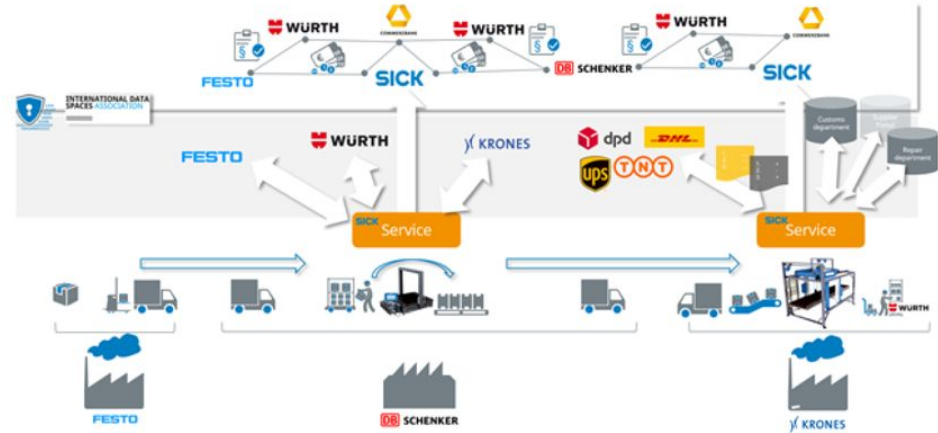 WÜRTH
COMMERZBANK
WÜRTH
WÜRTH
COMMERZBANK
FESTO
SICK
DB SCHENKER
SICK
INTERNATIONAL DATA
SPACES ASSOCIATION
Customs
department
Supplier
Repair
department
FESTO
WÜRTH
KRONES
dpd
DHL
ups
TNT
SICK
Service
SICK
Service
WÜRTH
FESTO
DB SCHENKER
KRONES